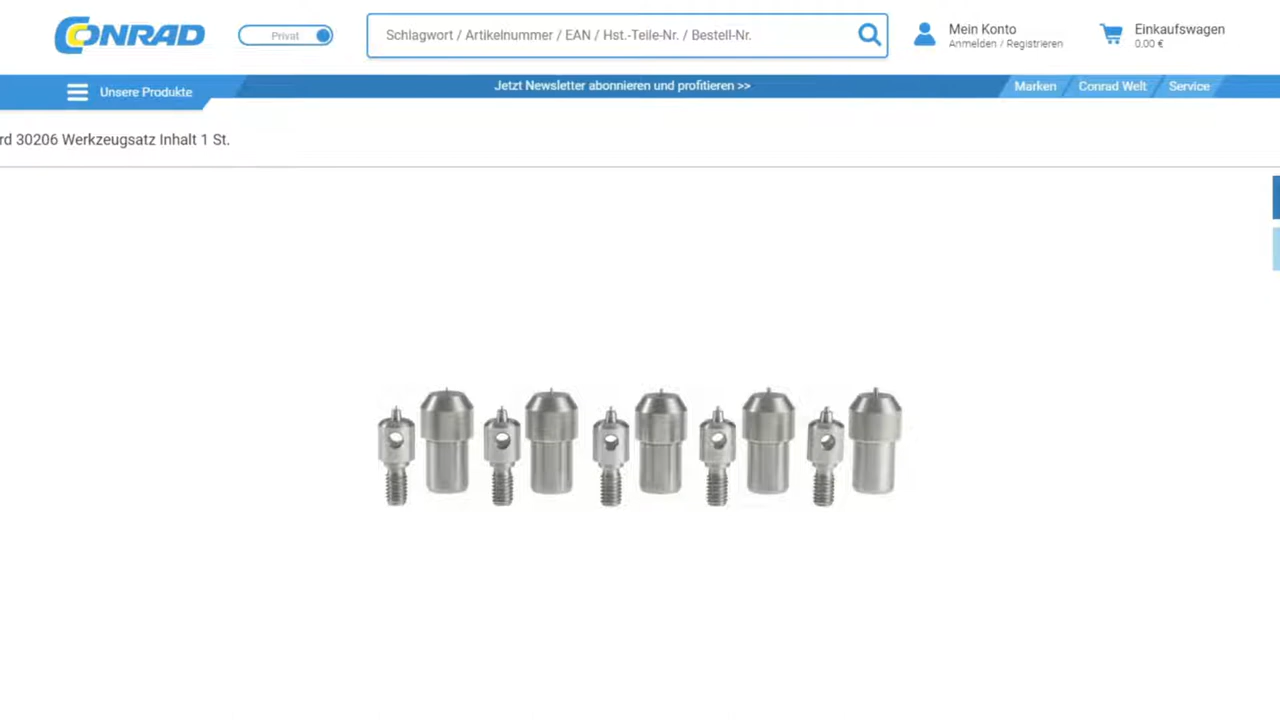 CONRAD
Privat
Schlagwort / Artikelnummer / EAN / Hst.-Teile-Nr. / Bestell-Nr.
Mein Konto
Anmelden / Registrieren
Einkaufswagen
0.00 €
Unsere Produkte
Jetzt Newsletter abonnieren und profitieren >>
Marken
Conrad Welt
Service
rd 30206 Werkzeugsatz Inhalt 1 St.